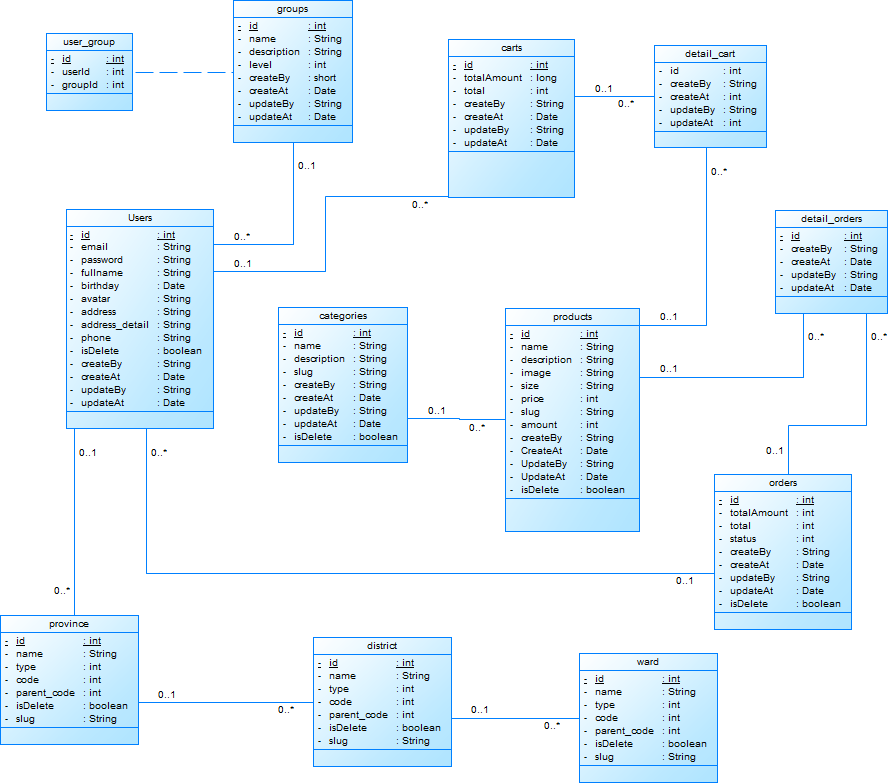 groups
- id : int
- name : String
- description : String
- level : int
- createBy : short
- createAt : Date
- updateBy : String
- updateAt : Date
user_group
- id : int
- userId : int
- groupId : int
carts
- id : int
- totalAmount : long
- total : int
- createBy : String
- createAt : Date
- updateBy : String
- updateAt : Date
detail_cart
- id : int
- createBy : String
- createAt : int
- updateBy : String
- updateAt : int
0..1
0..*
0..1
0..*
0..*
0..*
0..1
Users
- id : int
- email : String
- password : String
- fullname : String
- birthday : Date
- avatar : String
- address : String
- address_detail : String
- phone : String
- isDelete : boolean
- createBy : String
- createAt : Date
- updateBy : String
- updateAt : Date
detail_orders
- id : int
- createBy : String
- createAt : Date
- updateBy : String
- updateAt : Date
categories
- id : int
- name : String
- description : String
- slug : String
- createBy : String
- createAt : Date
- updateBy : String
- updateAt : Date
- isDelete : boolean
products
- id : int
- name : String
- description : String
- image : String
- size : String
- price : int
- slug : String
- amount : int
- createBy : String
- CreateAt : Date
- UpdateBy : String
- UpdateAt : Date
- isDelete : boolean
0..1
0..*
0..*
0..1
0..1
0..*
0..1
0..*
0..1
orders
- id : int
- totalAmount : int
- total : int
- status : int
- createBy : String
- createAt : Date
- updateBy : String
- updateAt : Date
- isDelete : boolean
0..1
0..*
province
- id : int
- name : String
- type : int
- code : int
- parent_code : int
- isDelete : boolean
- slug : String
district
- id : int
- name : String
- type : int
- code : int
- parent_code : int
- isDelete : boolean
- slug : String
ward
- id : int
- name : String
- type : int
- code : int
- parent_code : int
- isDelete : boolean
- slug : String
0..1
0..*
0..1
0..*